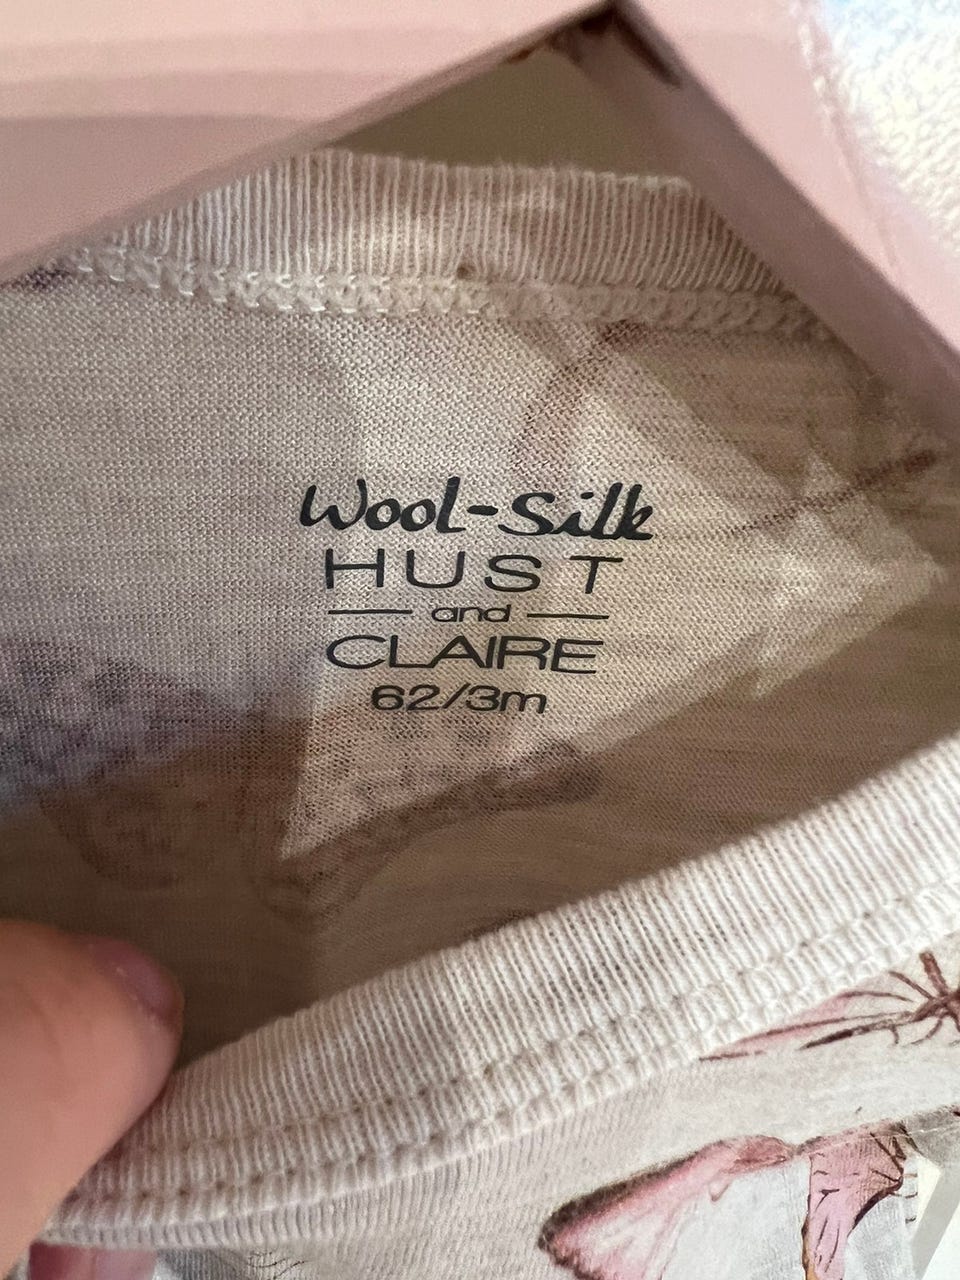 Wool-Silk
HUST
and
CLAIRE
62/3m